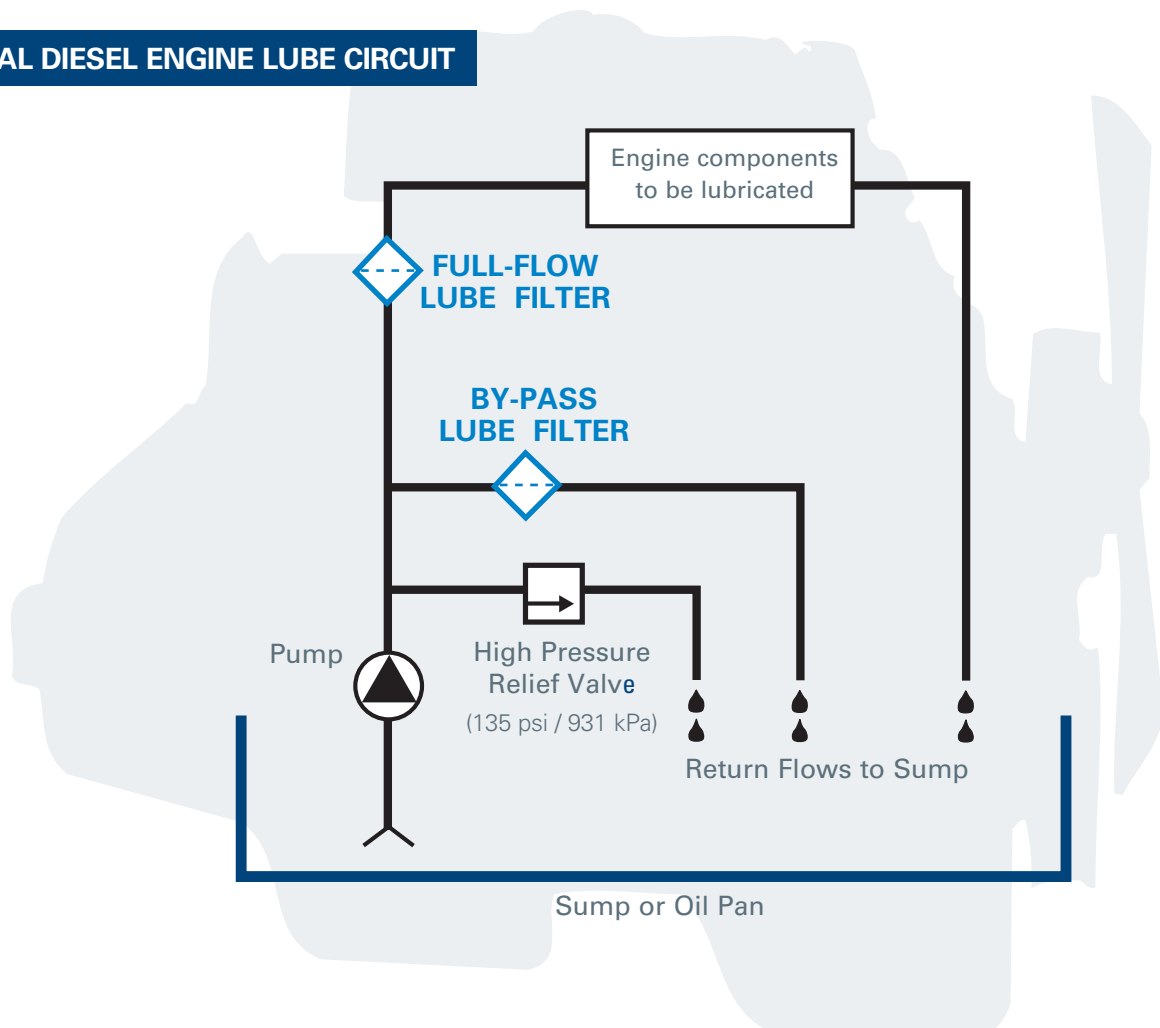 AL DIESEL ENGINE LUBE CIRCUIT
Engine components
to be lubricated
FULL-FLOW
LUBE FILTER
BY-PASS
LUBE FILTER
Pump
High Pressure
Relief Valve
(135 psi / 931 kPa)
Return Flows to Sump
Sump or Oil Pan